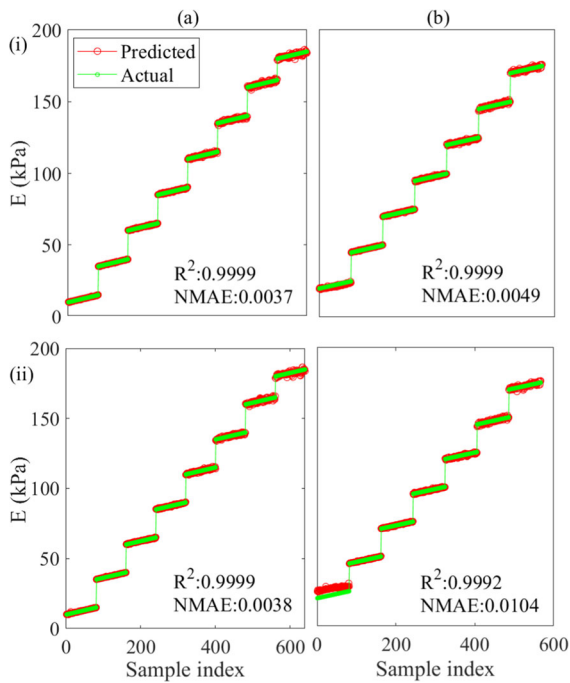 (a)
(b)
(i)
200
150
100
50
0
E (kPa)
Predicted
Actual
R²:0.9999
NMAE:0.0037
R²:0.9999
NMAE:0.0049
(ii)
200
150
100
50
0
E (kPa)
R²:0.9999
NMAE:0.0038
R²:0.9992
NMAE:0.0104
0
200
400
600
0
200
400
600
Sample index
Sample index